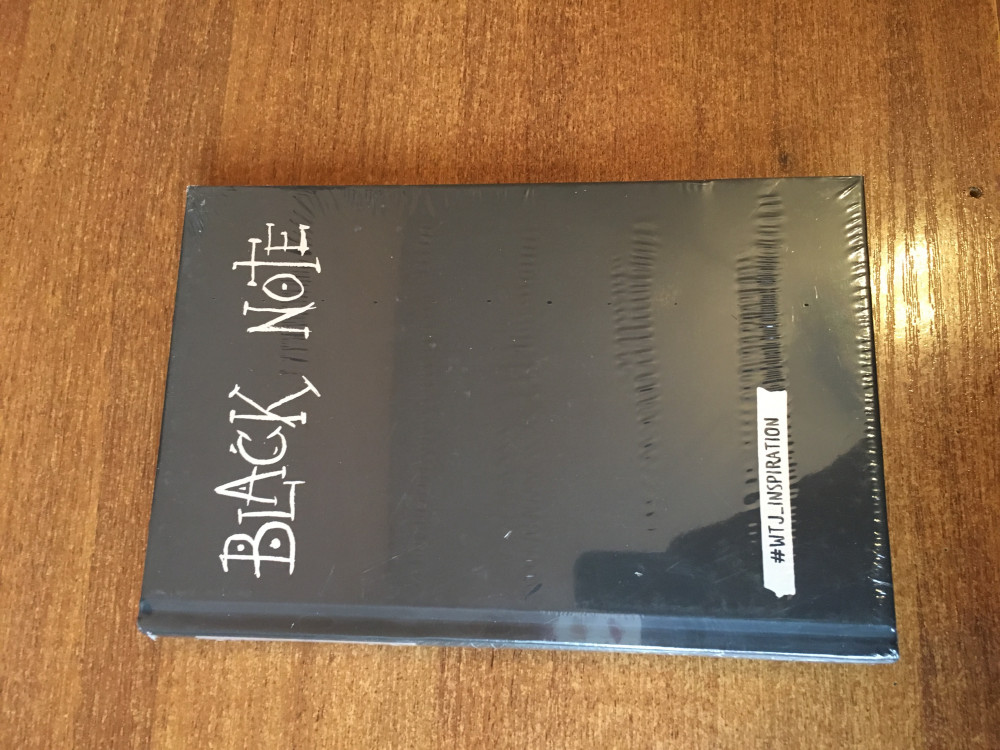 BLACK NOTE
#WTJ_INSPIRATION